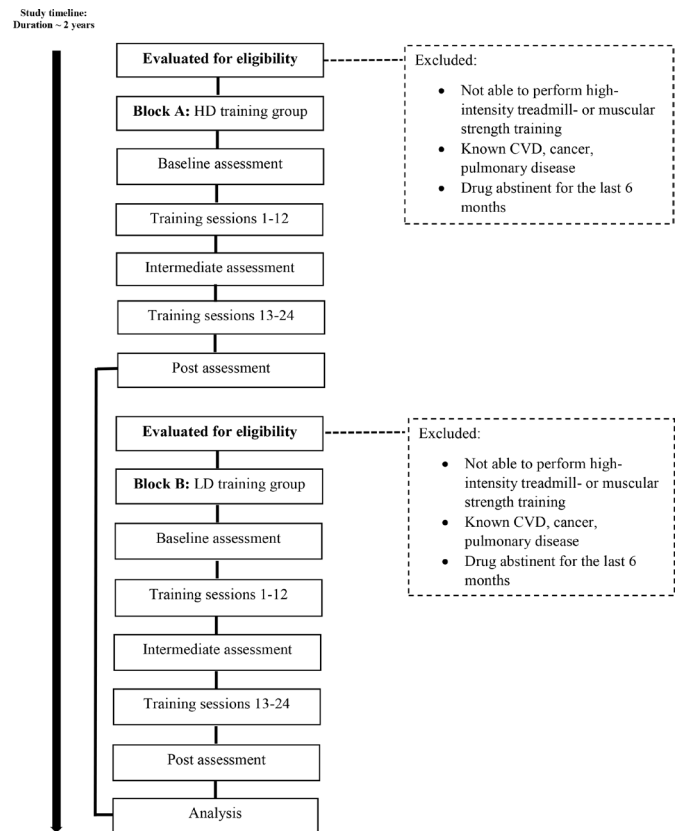 Study timeline:
Duration ~ 2 years
Evaluated for eligibility
Excluded:
• Not able to perform high-
intensity treadmill- or muscular
strength training
• Known CVD, cancer,
pulmonary disease
• Drug abstinent for the last 6
months
Block A: HD training group
Baseline assessment
Training sessions 1-12
Intermediate assessment
Training sessions 13-24
Post assessment
Evaluated for eligibility
Excluded:
• Not able to perform high-
intensity treadmill- or muscular
strength training
• Known CVD, cancer,
pulmonary disease
• Drug abstinent for the last 6
months
Block B: LD training group
Baseline assessment
Training sessions 1-12
Intermediate assessment
Training sessions 13-24
Post assessment
Analysis